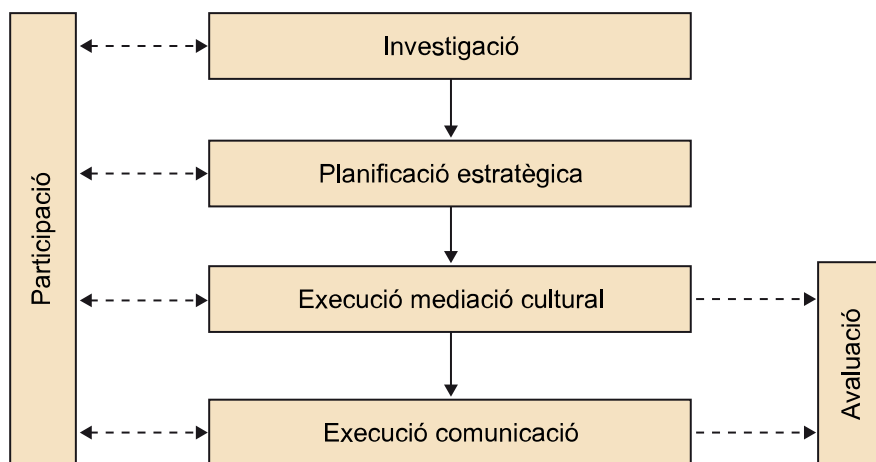 Investigació
Planificació estratègica
Participació
Execució mediació cultural
Avaluació
Execució comunicació